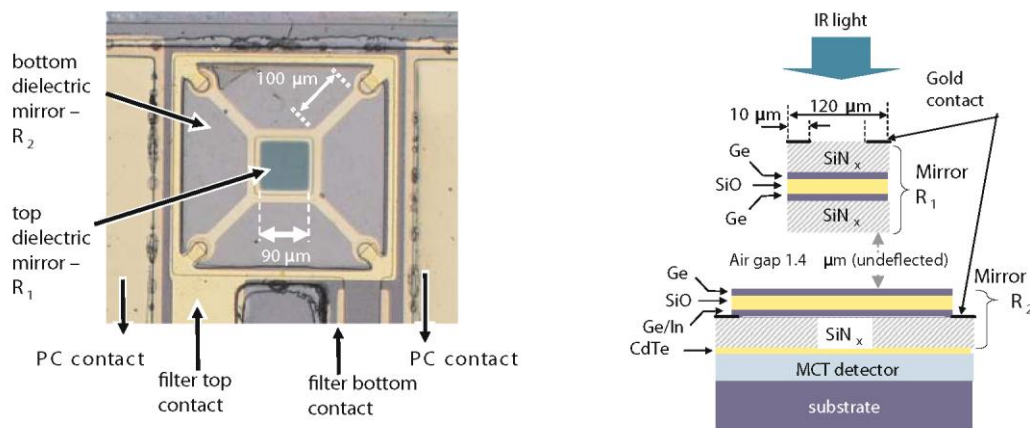 bottom
dielectric
mirror –
R2
top
dielectric
mirror –
R1
100 μm
90 μm
PC contact
filter top
contact
filter bottom
contact
PC contact
IR light
Gold
contact
10 μm
120 μm
SiNx
Ge
SiO
Ge
SiNx
Mirror
R1
Air gap 1.4 μm (undeflected)
Mirror
R2
Ge
SiO
Ge/In
CdTe
SiNx
MCT detector
substrate